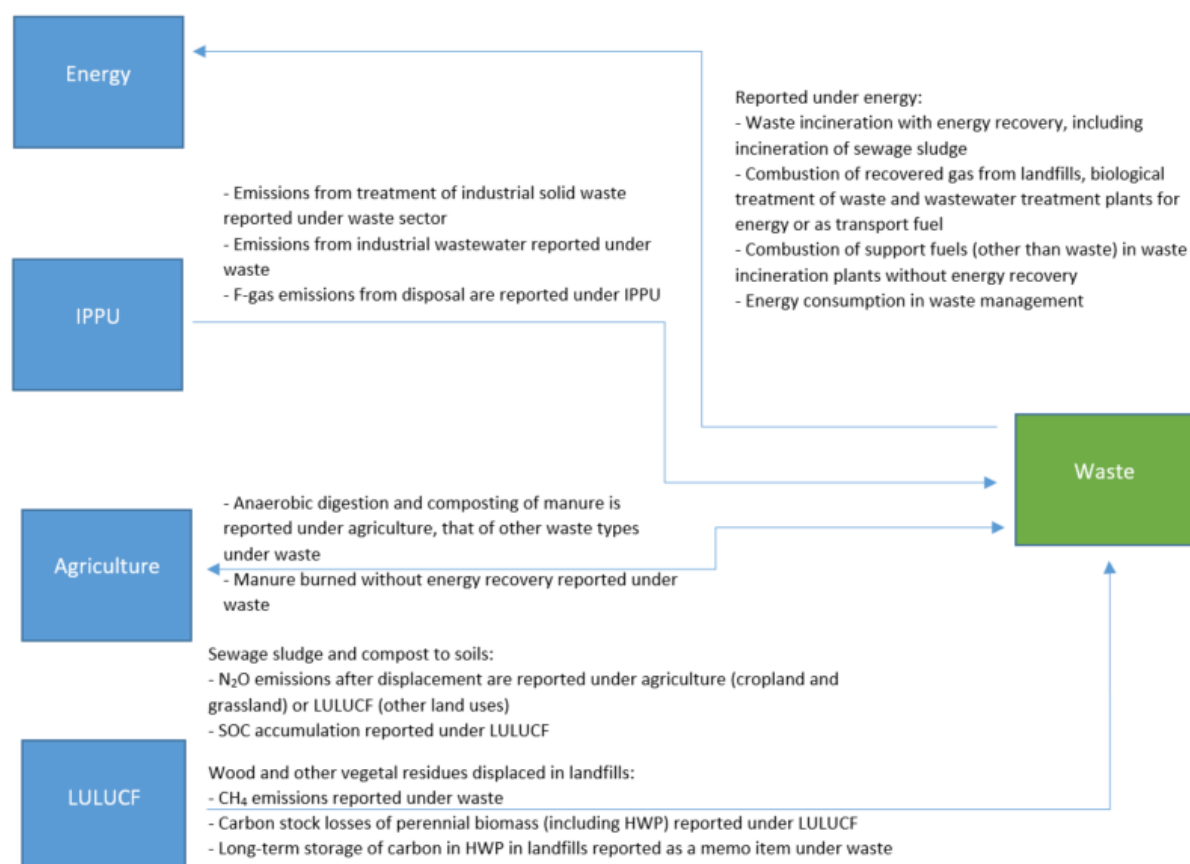 Energy
Reported under energy:
- Waste incineration with energy recovery, including
incineration of sewage sludge
- Combustion of recovered gas from landfills, biological
treatment of waste and wastewater treatment plants for
energy or as transport fuel
- Combustion of support fuels (other than waste) in waste
incineration plants without energy recovery
- Energy consumption in waste management
- Emissions from treatment of industrial solid waste
reported under waste sector
- Emissions from industrial wastewater reported under
waste
- F-gas emissions from disposal are reported under IPPU
IPPU
Waste
- Anaerobic digestion and composting of manure is
reported under agriculture, that of other waste types
under waste
- Manure burned without energy recovery reported under
waste
Agriculture
Sewage sludge and compost to soils:
- N₂O emissions after displacement are reported under agriculture (cropland and
grassland) or LULUCF (other land uses)
- SOC accumulation reported under LULUCF
LULUCF
Wood and other vegetal residues displaced in landfills:
- CH₄ emissions reported under waste
- Carbon stock losses of perennial biomass (including HWP) reported under LULUCF
- Long-term storage of carbon in HWP in landfills reported as a memo item under waste